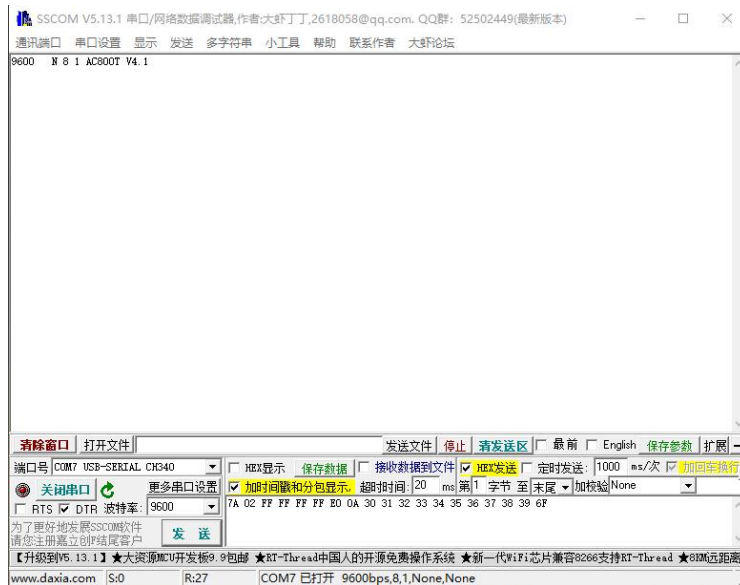 SSCOM V5.13.1 串口/网络数据调试器,作者:大虾丁丁,2618058@qq.com. QQ群: 52502449(最新版本)
通讯端口 串口设置 显示 发送 多字符串 小工具 帮助 联系作者 大虾论坛
9600 N 8 1 AC800T V4.1
清除窗口 打开文件 发送文件 停止 清发送区 最前 English 保存参数 扩展 —
端口号 COM7 USB-SERIAL CH340 HEX显示 保存数据 接收数据到文件 HEX发送 定时发送: 1000 ms/次 加回车换行
关闭串口 更多串口设置 加时间戳和分包显示, 超时时间: 20 ms 第 1 字节 至 末尾 加校验 None
RTS DTR 波特率: 9600 7A 02 FF FF FF FF E0 0A 30 31 32 33 34 35 36 37 38 39 6F
为了更好地发展SSCOM软件
请您注册嘉立创F结尾客户
发 送
【升级到V5.13.1】★大资源MCU开发板9.9包邮 ★RT-Thread中国人的开源免费操作系统 ★新一代WiFi芯片兼容8266支持RT-Thread ★8KM远距离
www.daxia.com S:0 R:27 COM7 已打开 9600bps,8,1,None,None